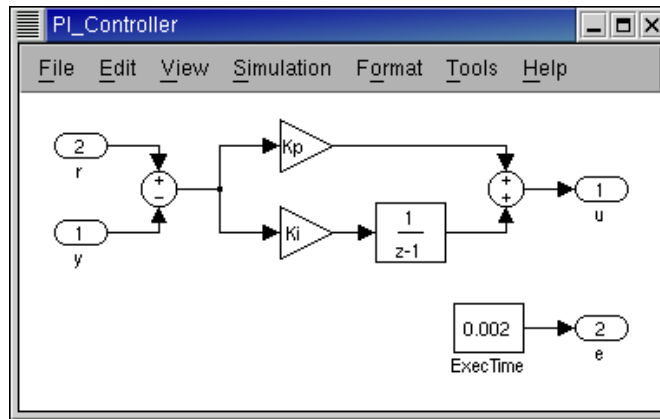 PI_Controller
File Edit View Simulation Format Tools Help
2
r
+
−
1
y
Kp
Ki
1
z-1
+
+
1
u
0.002
ExecTime
2
e